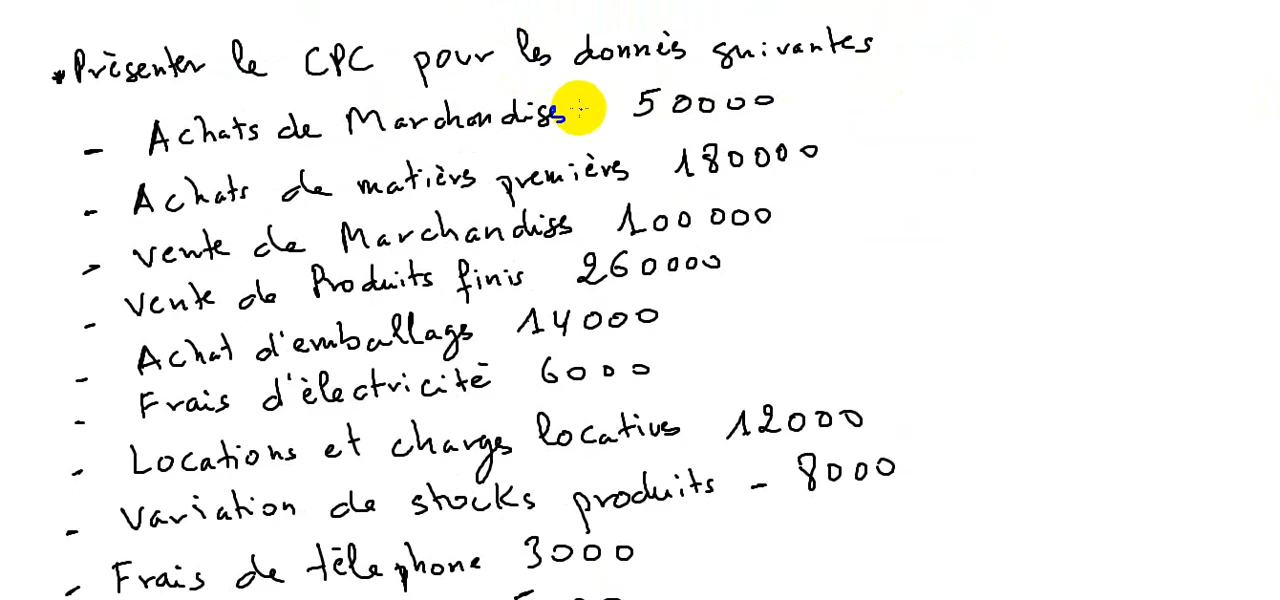 * Présenter le CPC pour les donnés suivantes
- Achats de Marchandises 50000
- Achats de matières premières 180000
- vente de Marchandises 100 000
- vente de Produits finis 260000
- Achat d'emballages 14000
- Frais d'électricité 6000
- Locations et charges locatives 12000
- Variation de stocks produits - 8000
- Frais de téléphone 3000